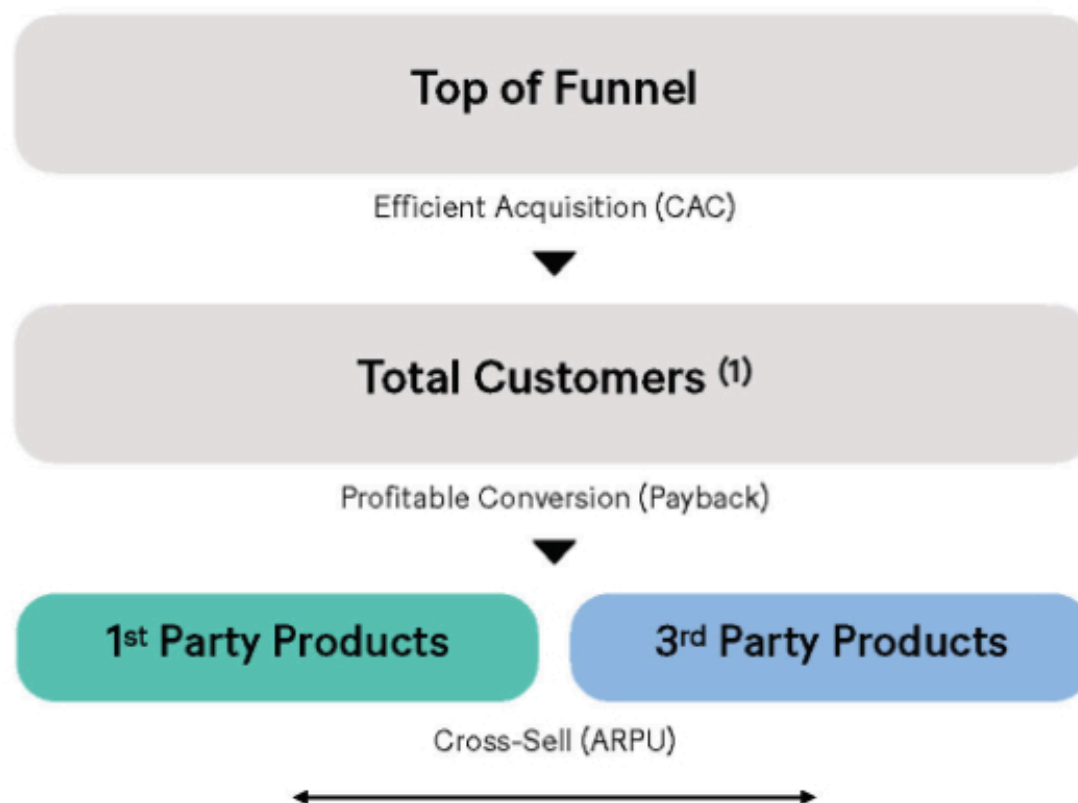 Top of Funnel
Efficient Acquisition (CAC)
Total Customers (1)
Profitable Conversion (Payback)
1st Party Products
3rd Party Products
Cross-Sell (ARPU)